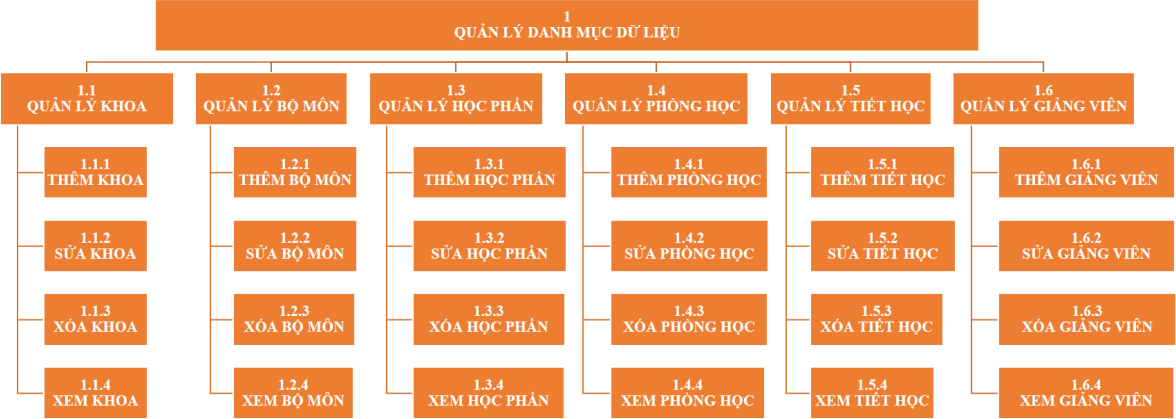 1
QUẢN LÝ DANH MỤC DỮ LIỆU
1.1
QUẢN LÝ KHOA
1.2
QUẢN LÝ BỘ MÔN
1.3
QUẢN LÝ HỌC PHẦN
1.4
QUẢN LÝ PHÒNG HỌC
1.5
QUẢN LÝ TIẾT HỌC
1.6
QUẢN LÝ GIẢNG VIÊN
1.1.1
THÊM KHOA
1.2.1
THÊM BỘ MÔN
1.3.1
THÊM HỌC PHẦN
1.4.1
THÊM PHÒNG HỌC
1.5.1
THÊM TIẾT HỌC
1.6.1
THÊM GIẢNG VIÊN
1.1.2
SỬA KHOA
1.2.2
SỬA BỘ MÔN
1.3.2
SỬA HỌC PHẦN
1.4.2
SỬA PHÒNG HỌC
1.5.2
SỬA TIẾT HỌC
1.6.2
SỬA GIẢNG VIÊN
1.1.3
XÓA KHOA
1.2.3
XÓA BỘ MÔN
1.3.3
XÓA HỌC PHẦN
1.4.3
XÓA PHÒNG HỌC
1.5.3
XÓA TIẾT HỌC
1.6.3
XÓA GIẢNG VIÊN
1.1.4
XEM KHOA
1.2.4
XEM BỘ MÔN
1.3.4
XEM HỌC PHẦN
1.4.4
XEM PHÒNG HỌC
1.5.4
XEM TIẾT HỌC
1.6.4
XEM GIẢNG VIÊN